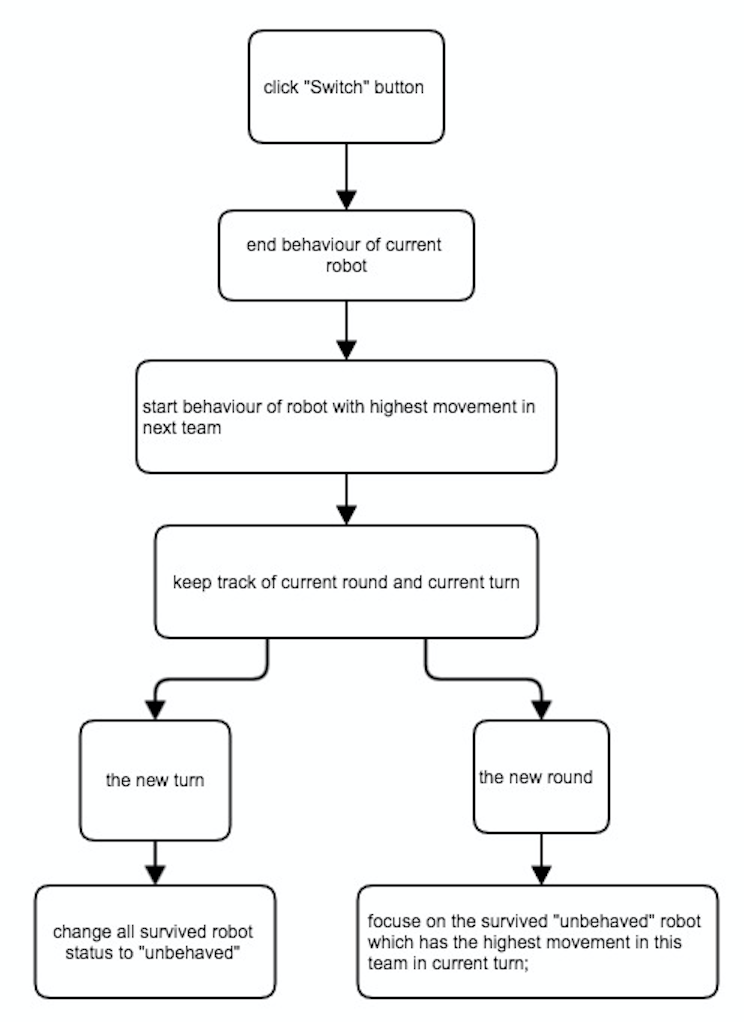 click "Switch" button
end behaviour of current
robot
start behaviour of robot with highest movement in
next team
keep track of current round and current turn
the new turn
the new round
change all survived robot
status to "unbehaved"
focuse on the survived "unbehaved" robot
which has the highest movement in this
team in current turn;